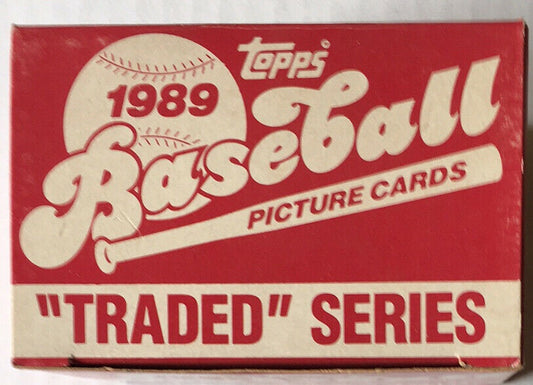 topps
1989
Baseball
PICTURE CARDS
"TRADED" SERIES